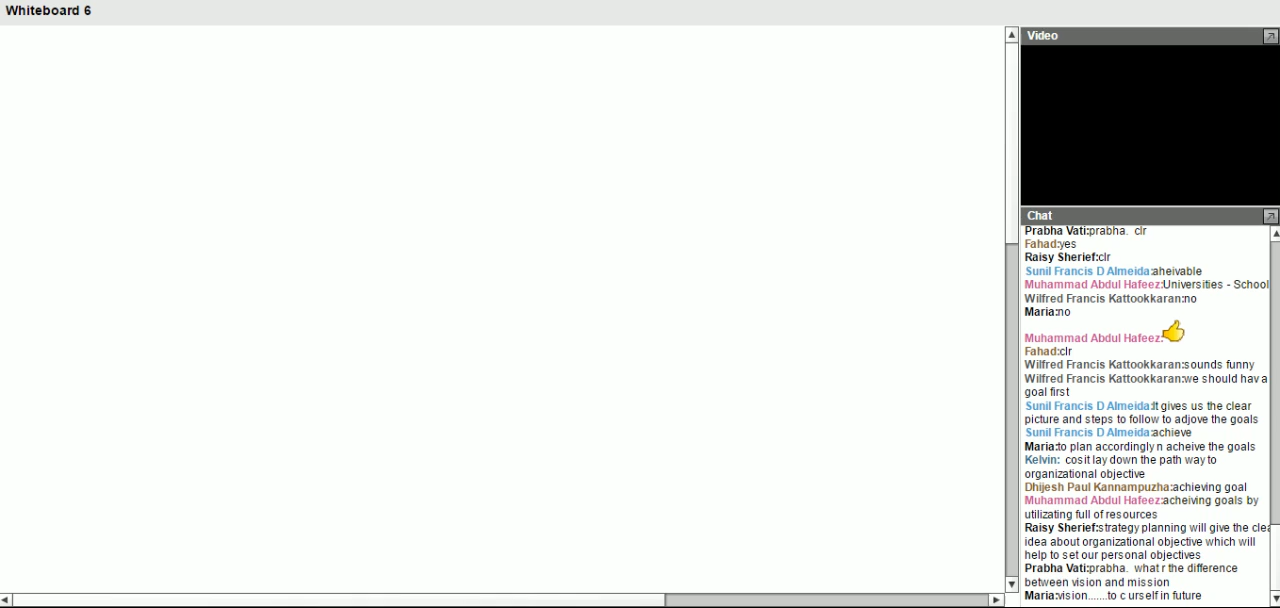 Whiteboard 6
Video
Chat
Prabha Vati:prabha. clr
Fahad:yes
Raisy Sherief:clr
Sunil Francis D Almeida:aheivable
Muhammad Abdul Hafeez:Universities - School
Wilfred Francis Kattookkaran:no
Maria:no
Muhammad Abdul Hafeez:
Fahad:clr
Wilfred Francis Kattookkaran:sounds funny
Wilfred Francis Kattookkaran:we should hav a
goal first
Sunil Francis D Almeida:It gives us the clear
picture and steps to follow to adjove the goals
Sunil Francis D Almeida:achieve
Maria:to plan accordingly n acheive the goals
Kelvin: cos it lay down the path way to
organizational objective
Dhijesh Paul Kannampuzha:achieving goal
Muhammad Abdul Hafeez:acheiving goals by
utilizating full of resources
Raisy Sherief:strategy planning will give the clea
idea about organizational objective which will
help to set our personal objectives
Prabha Vati:prabha. what r the difference
between vision and mission
Maria:vision.......to c urself in future